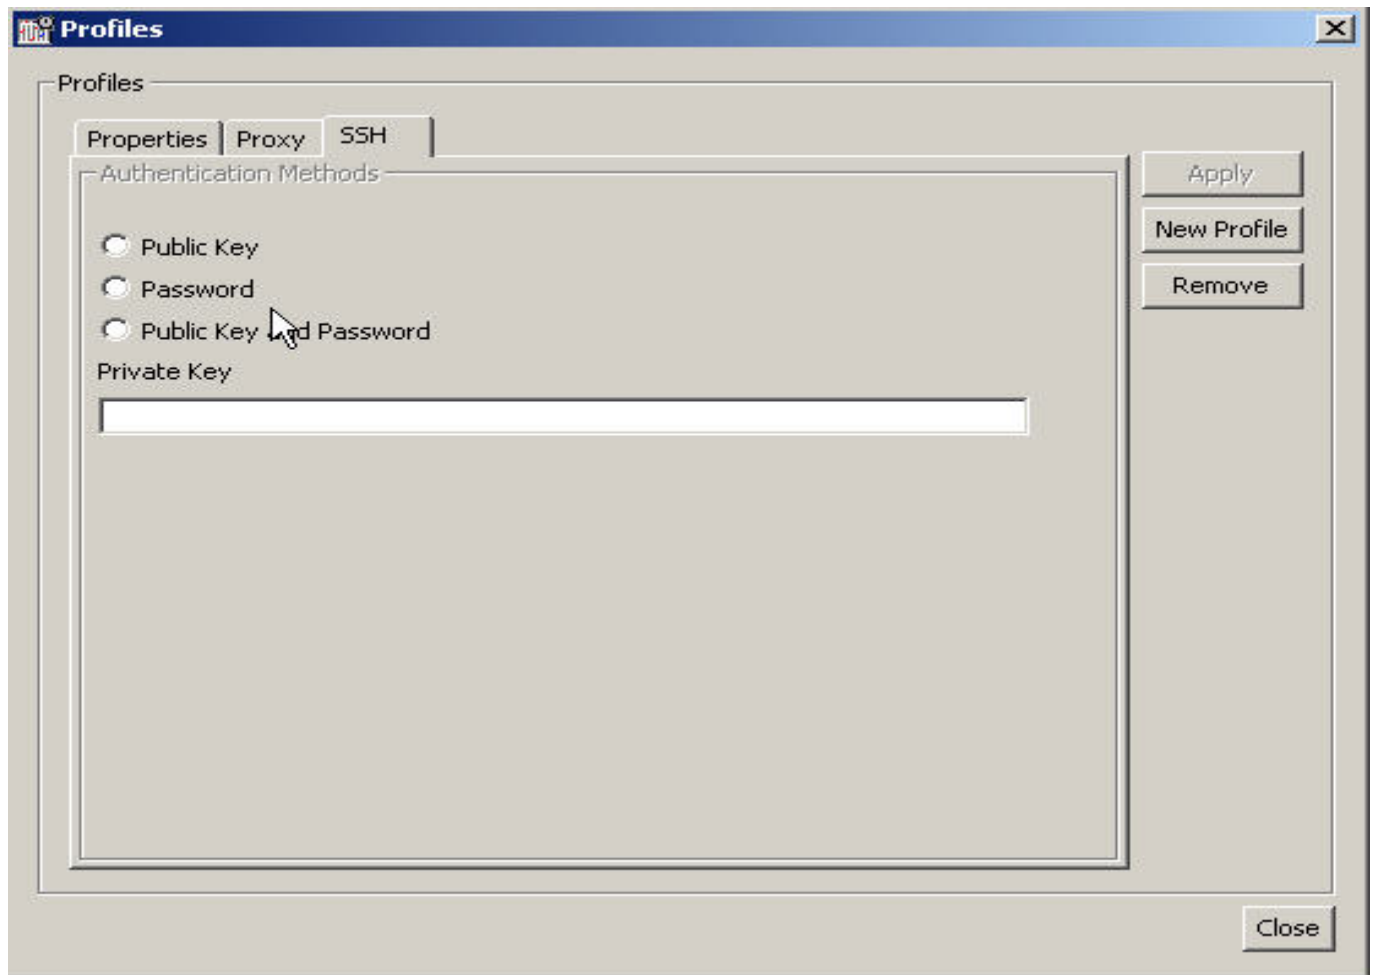 Profiles
Profiles
Properties Proxy SSH
Authentication Methods
Apply
Public Key
New Profile
Password
Remove
Public Key and Password
Private Key
Close